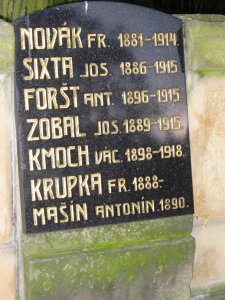 NOVÁK FR. 1881-1914.
SIXTA JOS. 1886-1915.
FORŠT ANT. 1896-1915.
ZOBAL JOS. 1889-1915.
KMOCH VÁC. 1898-1918.
KRUPKA FR. 1888-
MAŠÍN ANTONÍN. 1890.